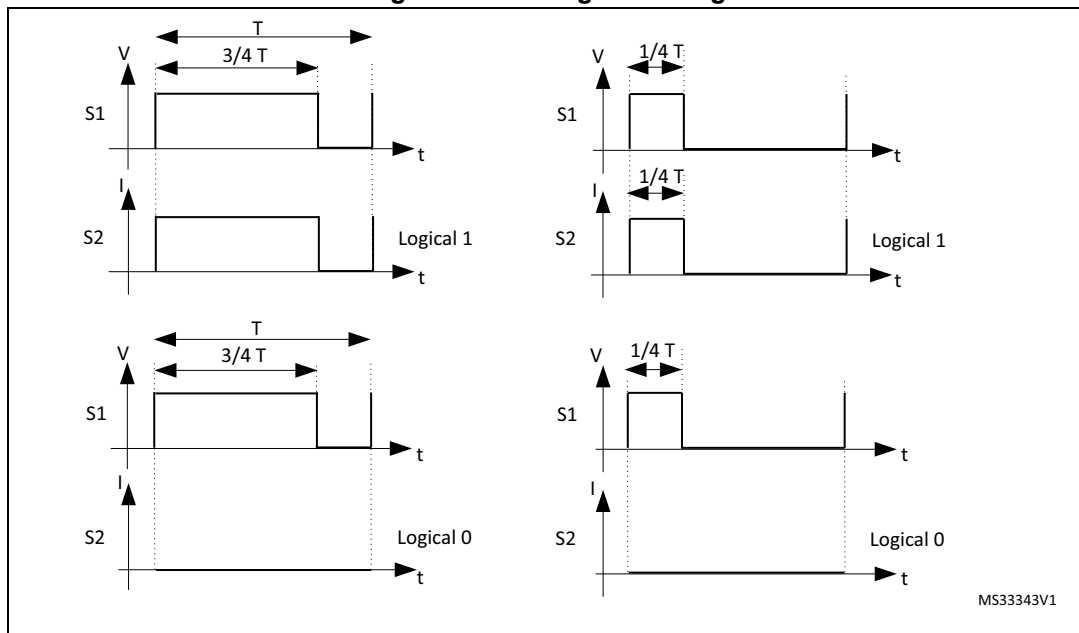 T
3/4 T
V
S1
t
I
S2
Logical 1
t
1/4 T
V
S1
t
1/4 T
I
S2
Logical 1
t
T
3/4 T
V
S1
t
I
S2
Logical 0
t
1/4 T
V
S1
t
I
S2
Logical 0
t
MS33343V1